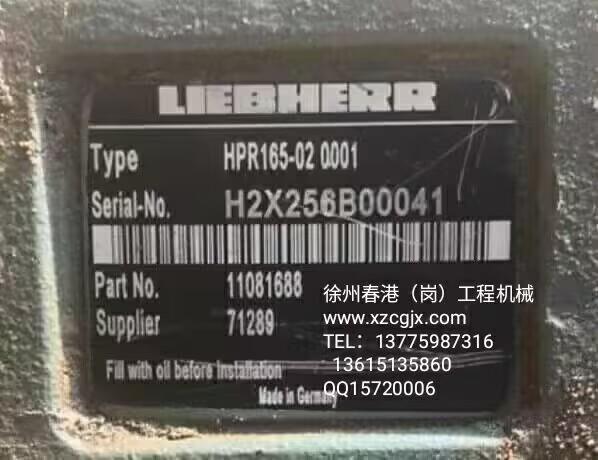 LIEBHERR
Type HPR165-02 0001
Serial-No. H2X256B00041
Part No. 11081688
Supplier 71289
Fill with oil before installation
Made in Germany
徐州春港（岗）工程机械
www.xzcgjx.com
TEL：13775987316
13615135860
QQ15720006